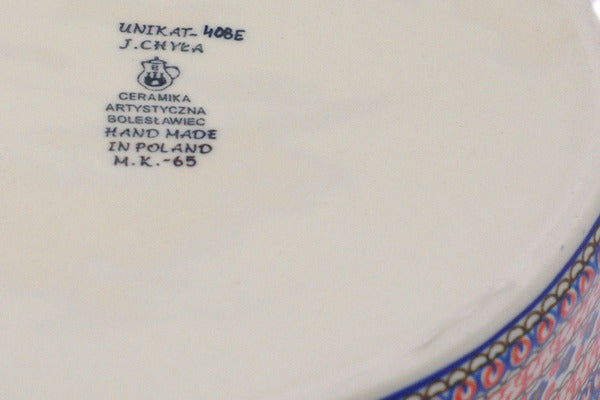 UNIKAT- 408E
J. CHYŁA
CERAMIKA
ARTYSTYCZNA
BOLESŁAWIEC
HAND MADE
IN POLAND
M.K.-65